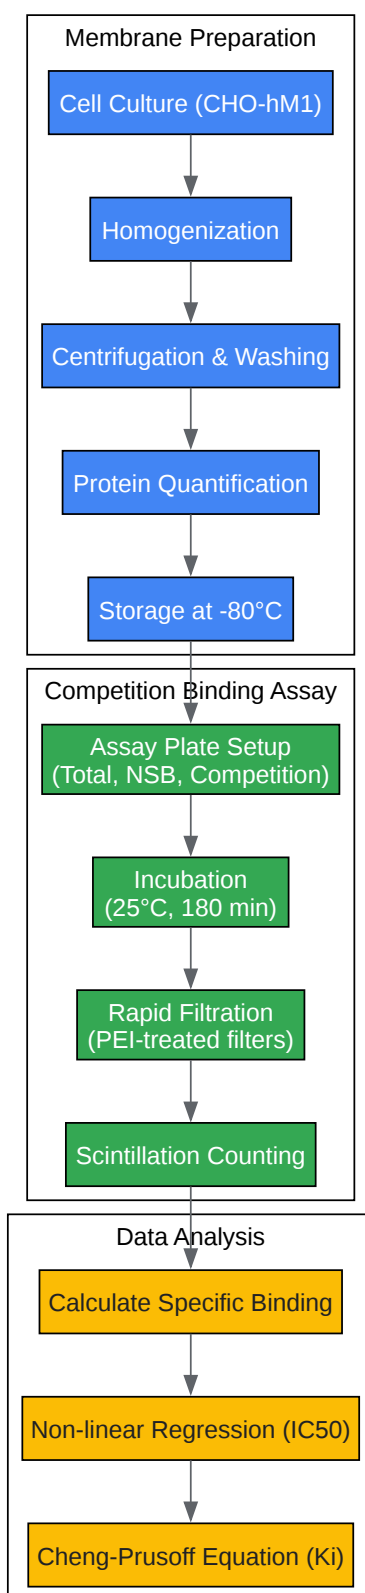 Membrane Preparation
Cell Culture (CHO-hM1)
Homogenization
Centrifugation & Washing
Protein Quantification
Storage at -80°C
Competition Binding Assay
Assay Plate Setup
(Total, NSB, Competition)
Incubation
(25°C, 180 min)
Rapid Filtration
(PEI-treated filters)
Scintillation Counting
Data Analysis
Calculate Specific Binding
Non-linear Regression (IC50)
Cheng-Prusoff Equation (Ki)